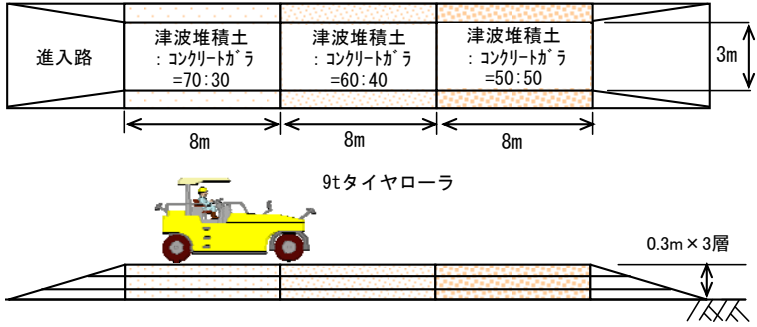 進入路
津波堆積土
：ｺﾝｸﾘｰﾄｶﾞﾗ
=70:30
津波堆積土
：ｺﾝｸﾘｰﾄｶﾞﾗ
=60:40
津波堆積土
：ｺﾝｸﾘｰﾄｶﾞﾗ
=50:50
3m
8m
8m
8m
9tタイヤローラ
0.3m×3層